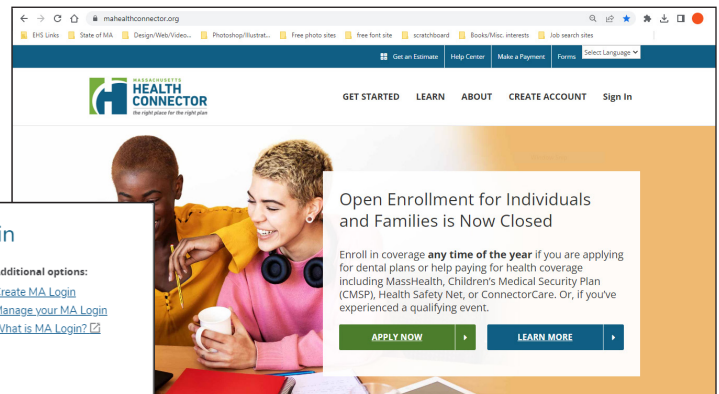 mahealthconnector.org
EHS Links State of MA Design/Web/Video... Photoshop/Illustrat... Free photo sites free font site scratchboard Books/Misc. interests Job search sites
Get an Estimate Help Center Make a Payment Forms Select Language
MASSACHUSETTS
HEALTH
CONNECTOR
the right place for the right plan
GET STARTED LEARN ABOUT CREATE ACCOUNT Sign In
Open Enrollment for Individuals
and Families is Now Closed
Enroll in coverage any time of the year if you are applying
for dental plans or help paying for health coverage
including MassHealth, Children's Medical Security Plan
(CMSP), Health Safety Net, or ConnectorCare. Or, if you've
experienced a qualifying event.
APPLY NOW LEARN MORE
in
dditional options:
reate MA Login
anage your MA Login
hat is MA Login?